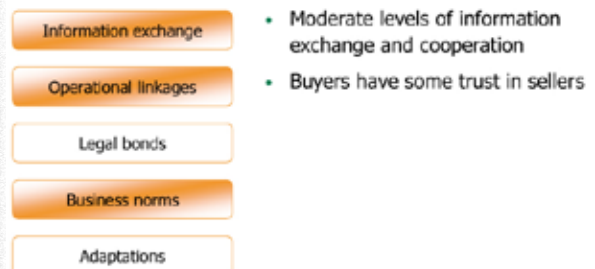 Information exchange
Operational linkages
Legal bonds
Business norms
Adaptations
• Moderate levels of information
exchange and cooperation
• Buyers have some trust in sellers